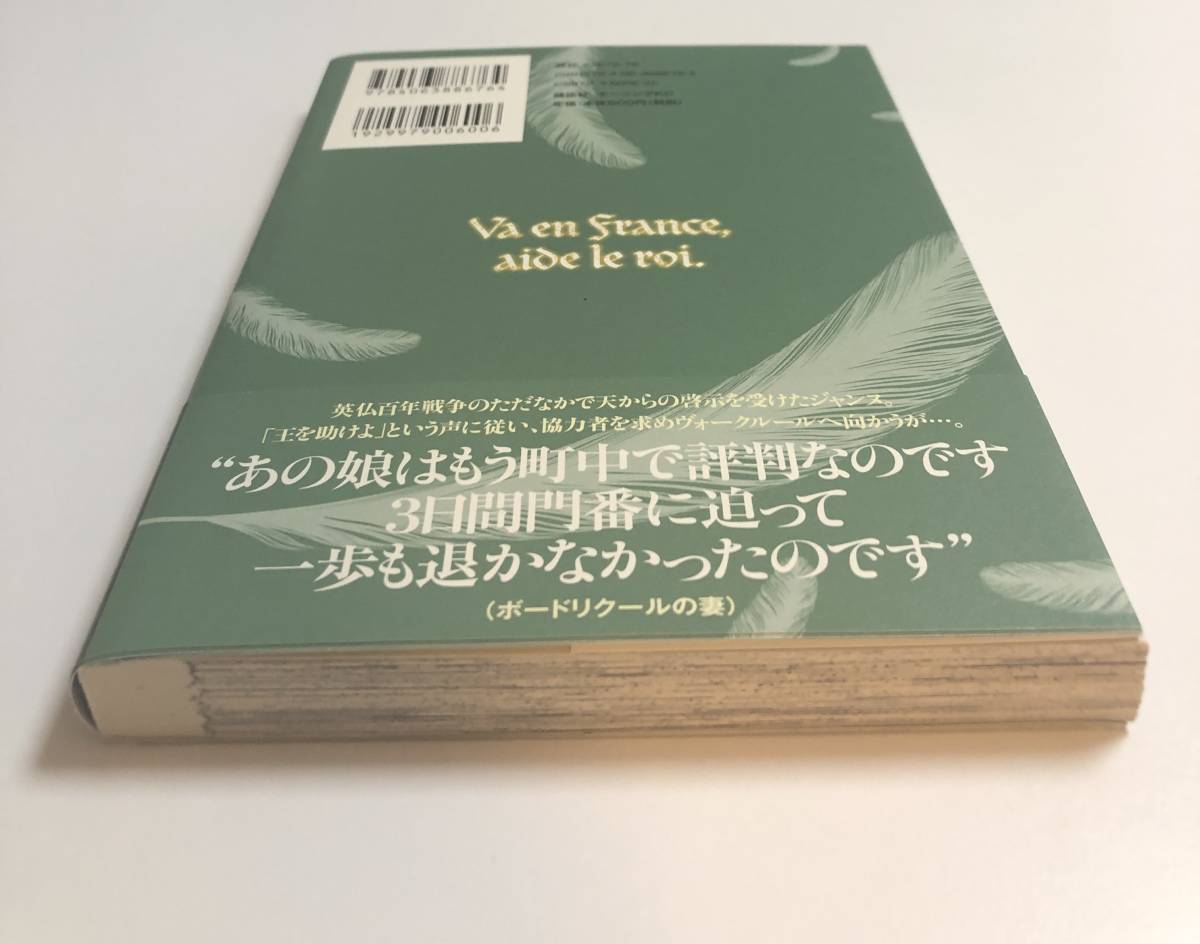 9784063886764
1929979006006
Va en France,
aide le roi.
英仏百年戦争のただなかで天からの啓示を受けたジャンヌ。
「王を助けよ」という声に従い、協力者を求めヴォークルールへ向かうが…。
“あの娘はもう町中で評判なのです
3日間門番に迫って
一歩も退かなかったのです”
(ボードリクールの妻)